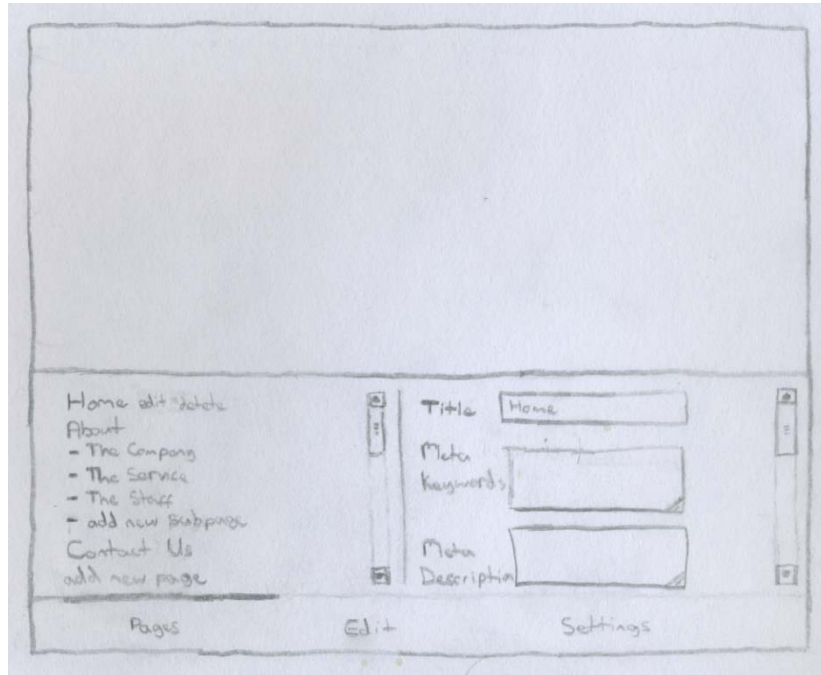 Home edit delete
About
- The Company
- The Service
- The Staff
- add new subpage
Contact Us
add new page
Title Home
Meta
Keywords
Meta
Description
Pages Edit Settings